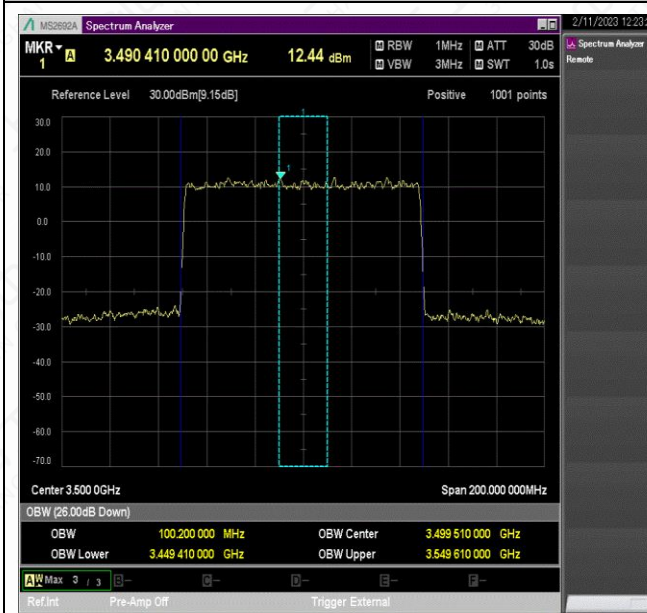 MS2692A Spectrum Analyzer
2/11/2023 12:23:
MKR 1 A 3.490 410 000 00 GHz 12.44 dBm
RBW 1MHz ATT 30dB
VBW 3MHz SWT 1.0s
Spectrum Analyzer
Remote
Reference Level 30.00dBm[9.15dB] Positive 1001 points
1
30.0
20.0
1
10.0
0.0
-10.0
-20.0
-30.0
-40.0
-50.0
-60.0
-70.0
Center 3.500 0GHz Span 200.000 000MHz
OBW (26.00dB Down)
OBW 100.200 000 MHz OBW Center 3.499 510 000 GHz
OBW Lower 3.449 410 000 GHz OBW Upper 3.549 610 000 GHz
A W Max 3 / 3 B- C- D- E- F-
Ref.Int Pre-Amp Off Trigger External